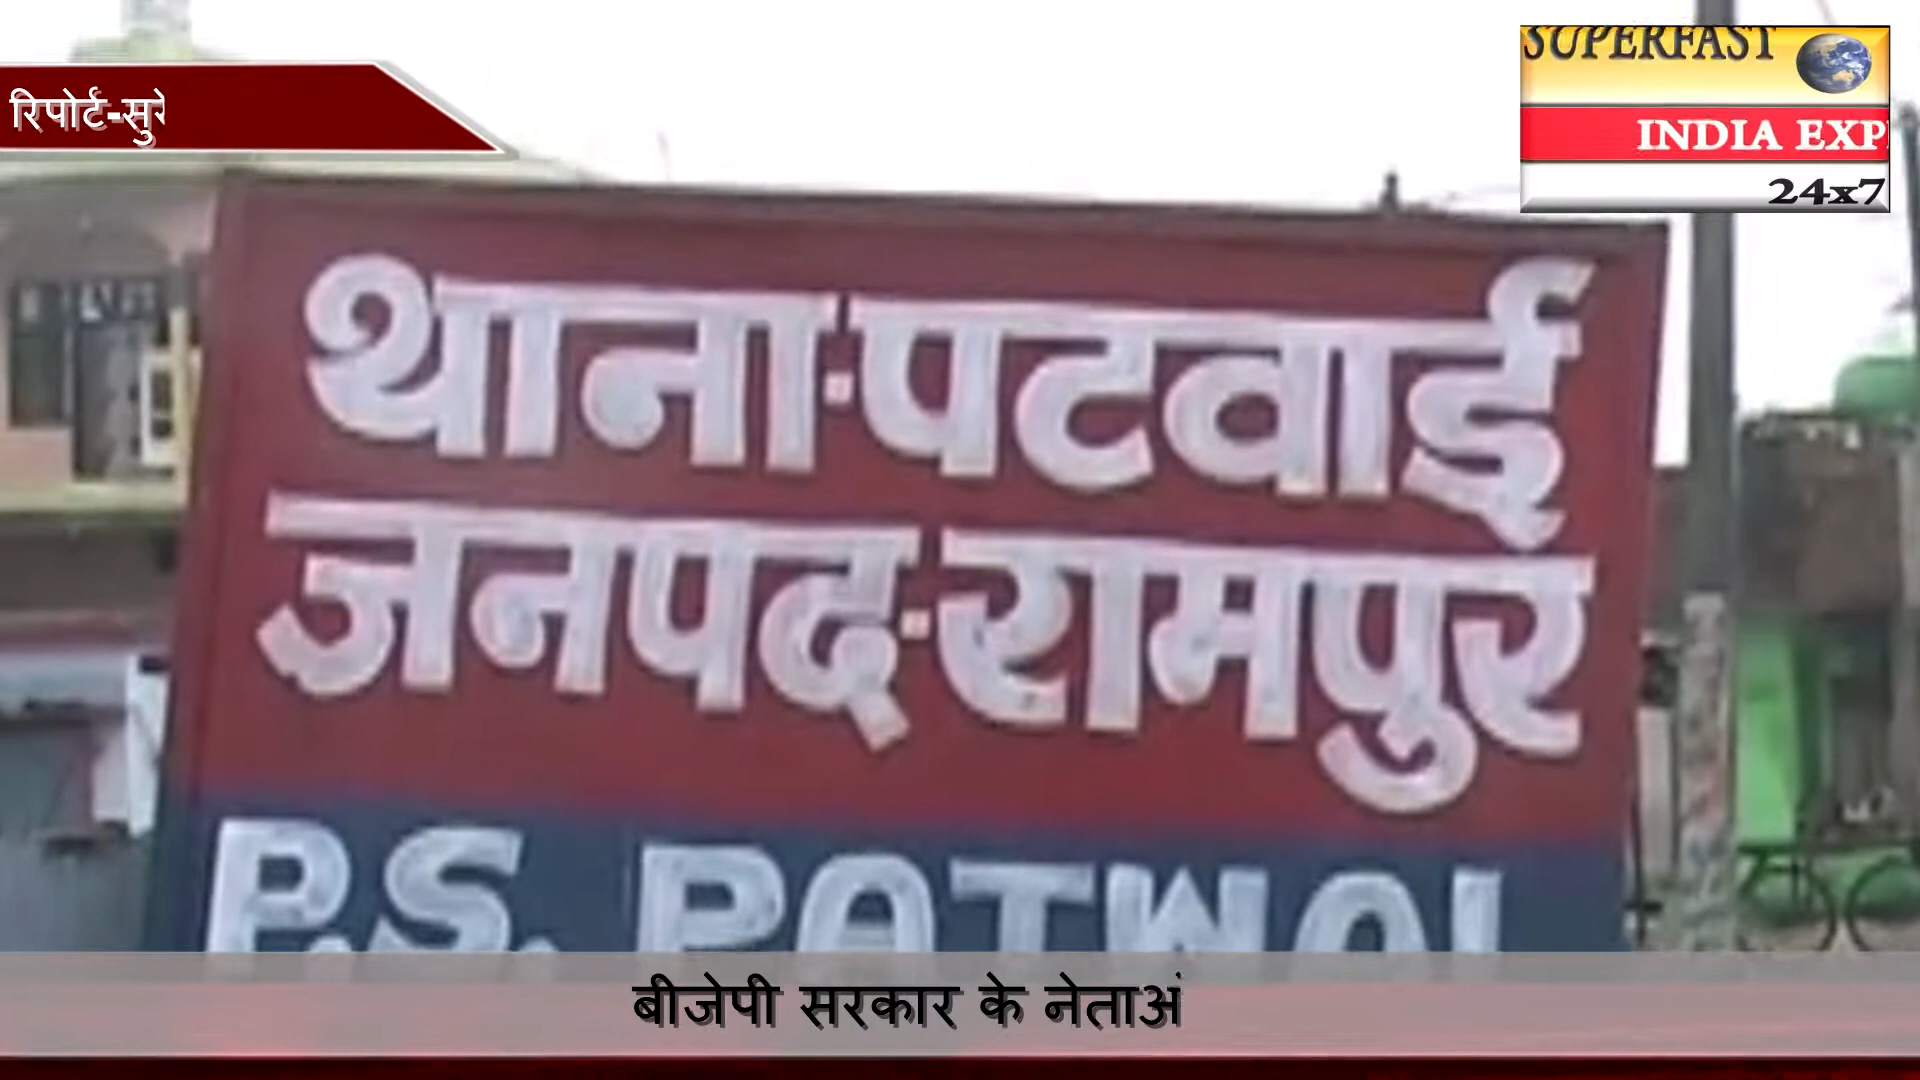 SUPERFAST
रिपोर्ट-सुरे
INDIA EXP
24x7
थाना·पटवाई
जनपद·रामपुर
P.S. PATWAI
बीजेपी सरकार के नेताओं